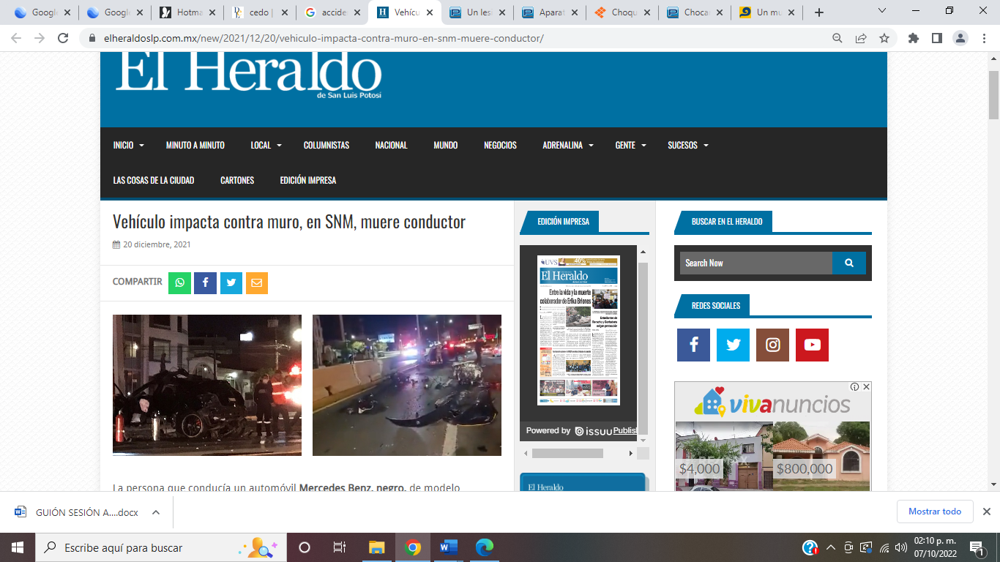 Google
Google
Hotma
cedo |
accide
Vehícu
Un lesi
Aparat
Choqu
Choca
Un mu
elheraldoslp.com.mx/new/2021/12/20/vehiculo-impacta-contra-muro-en-snm-muere-conductor/
El Heraldo
de San Luis Potosí
INICIO
MINUTO A MINUTO
LOCAL
COLUMNISTAS
NACIONAL
MUNDO
NEGOCIOS
ADRENALINA
GENTE
SUCESOS
LAS COSAS DE LA CIUDAD
CARTONES
EDICIÓN IMPRESA
Vehículo impacta contra muro, en SNM, muere conductor
20 diciembre, 2021
COMPARTIR
La persona que conducía un automóvil Mercedes Benz, negro, de modelo
EDICIÓN IMPRESA
UVS
40%
El Heraldo
Entre la vida y la muerte
colaborador de Erika Briones
Powered by issuu Publish
El Heraldo
BUSCAR EN EL HERALDO
Search Now
REDES SOCIALES
vivanuncios
$4,000
$800,000
GUIÓN SESIÓN A....docx
Mostrar todo
Escribe aquí para buscar
02:10 p. m.
07/10/2022
1